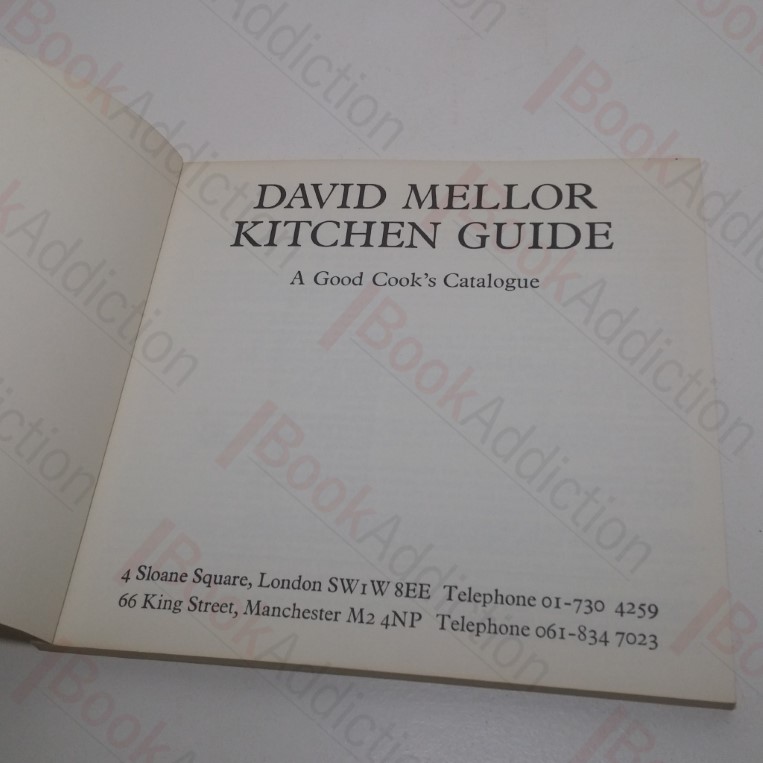 DAVID MELLOR
KITCHEN GUIDE
A Good Cook's Catalogue
4 Sloane Square, London SW1W 8EE Telephone 01-730 4259
66 King Street, Manchester M2 4NP Telephone 061-834 7023
BookAddiction